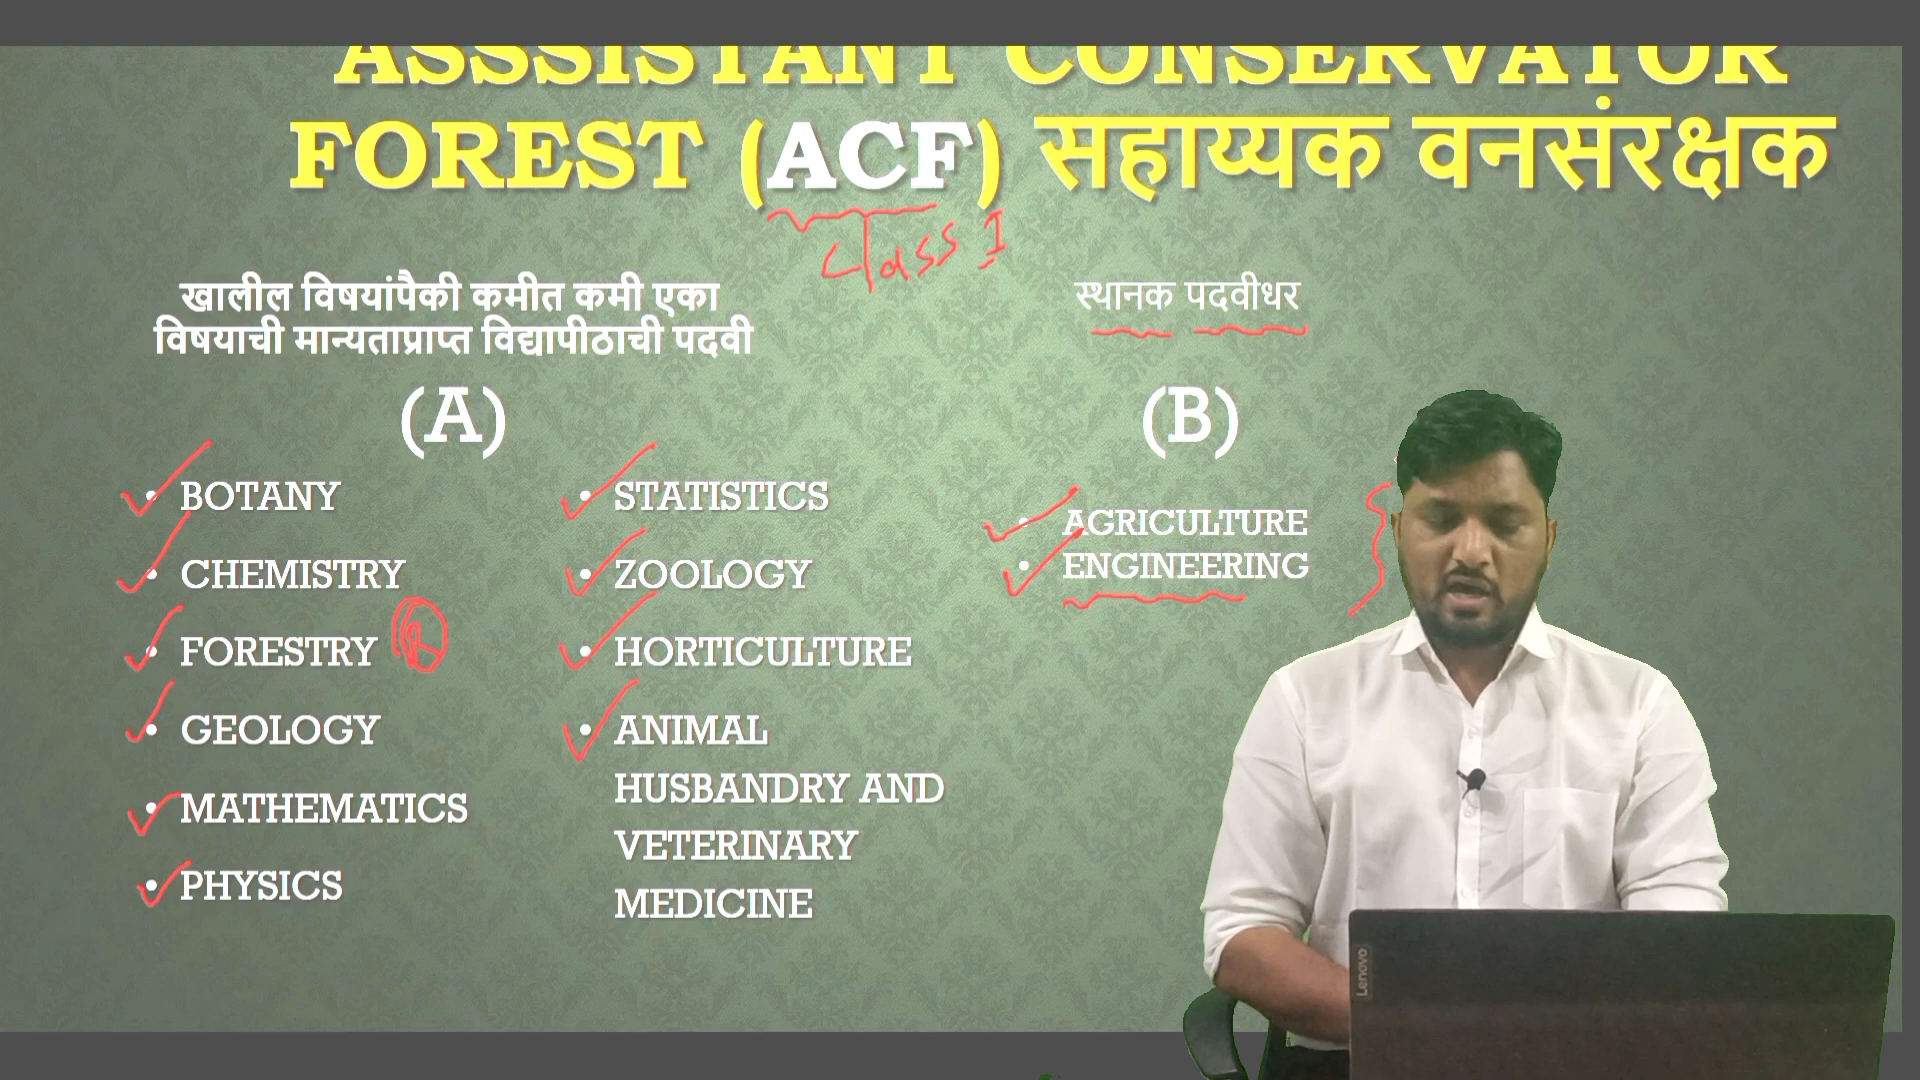 ASSSISTANT CONSERVATOR
FOREST (ACF) सहाय्यक वनसंरक्षक
class I
खालील विषयांपैकी कमीत कमी एका
विषयाची मान्यताप्राप्त विद्यापीठाची पदवी
(A)
• BOTANY
• CHEMISTRY
• FORESTRY
• GEOLOGY
• MATHEMATICS
• PHYSICS
• STATISTICS
• ZOOLOGY
• HORTICULTURE
• ANIMAL
HUSBANDRY AND
VETERINARY
MEDICINE
स्थानक पदवीधर
(B)
• AGRICULTURE
• ENGINEERING
Lenovo